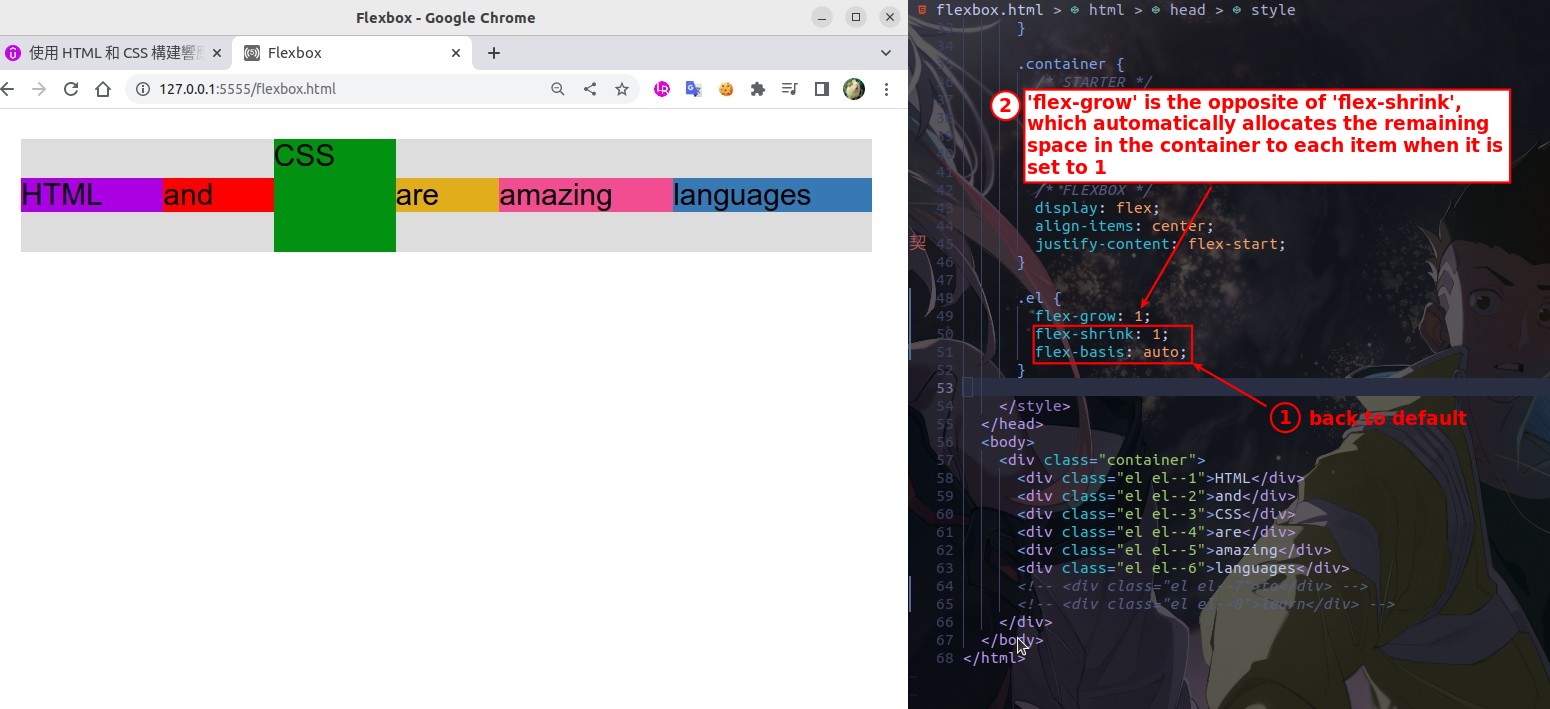 Flexbox - Google Chrome
使用 HTML 和 CSS 構建響應
Flexbox
127.0.0.1:5555/flexbox.html
HTML
and
CSS
are
amazing
languages
flexbox.html > html > head > style
}
34
.container {
/* STARTER */
2
'flex-grow' is the opposite of 'flex-shrink',
which automatically allocates the remaining
space in the container to each item when it is
set to 1
42 /* FLEXBOX */
43 display: flex;
44 align-items: center;
契 45 justify-content: flex-start;
46 }
47
48 .el {
49 flex-grow: 1;
50 flex-shrink: 1;
51 flex-basis: auto;
52 }
53
1 back to default
54 </style>
55 </head>
56 <body>
57 <div class="container">
58 <div class="el el--1">HTML</div>
59 <div class="el el--2">and</div>
60 <div class="el el--3">CSS</div>
61 <div class="el el--4">are</div>
62 <div class="el el--5">amazing</div>
63 <div class="el el--6">languages</div>
64 <!-- <div class="el el--7">to</div> -->
65 <!-- <div class="el el--8">learn</div> -->
66 </div>
67 </body>
68 </html>